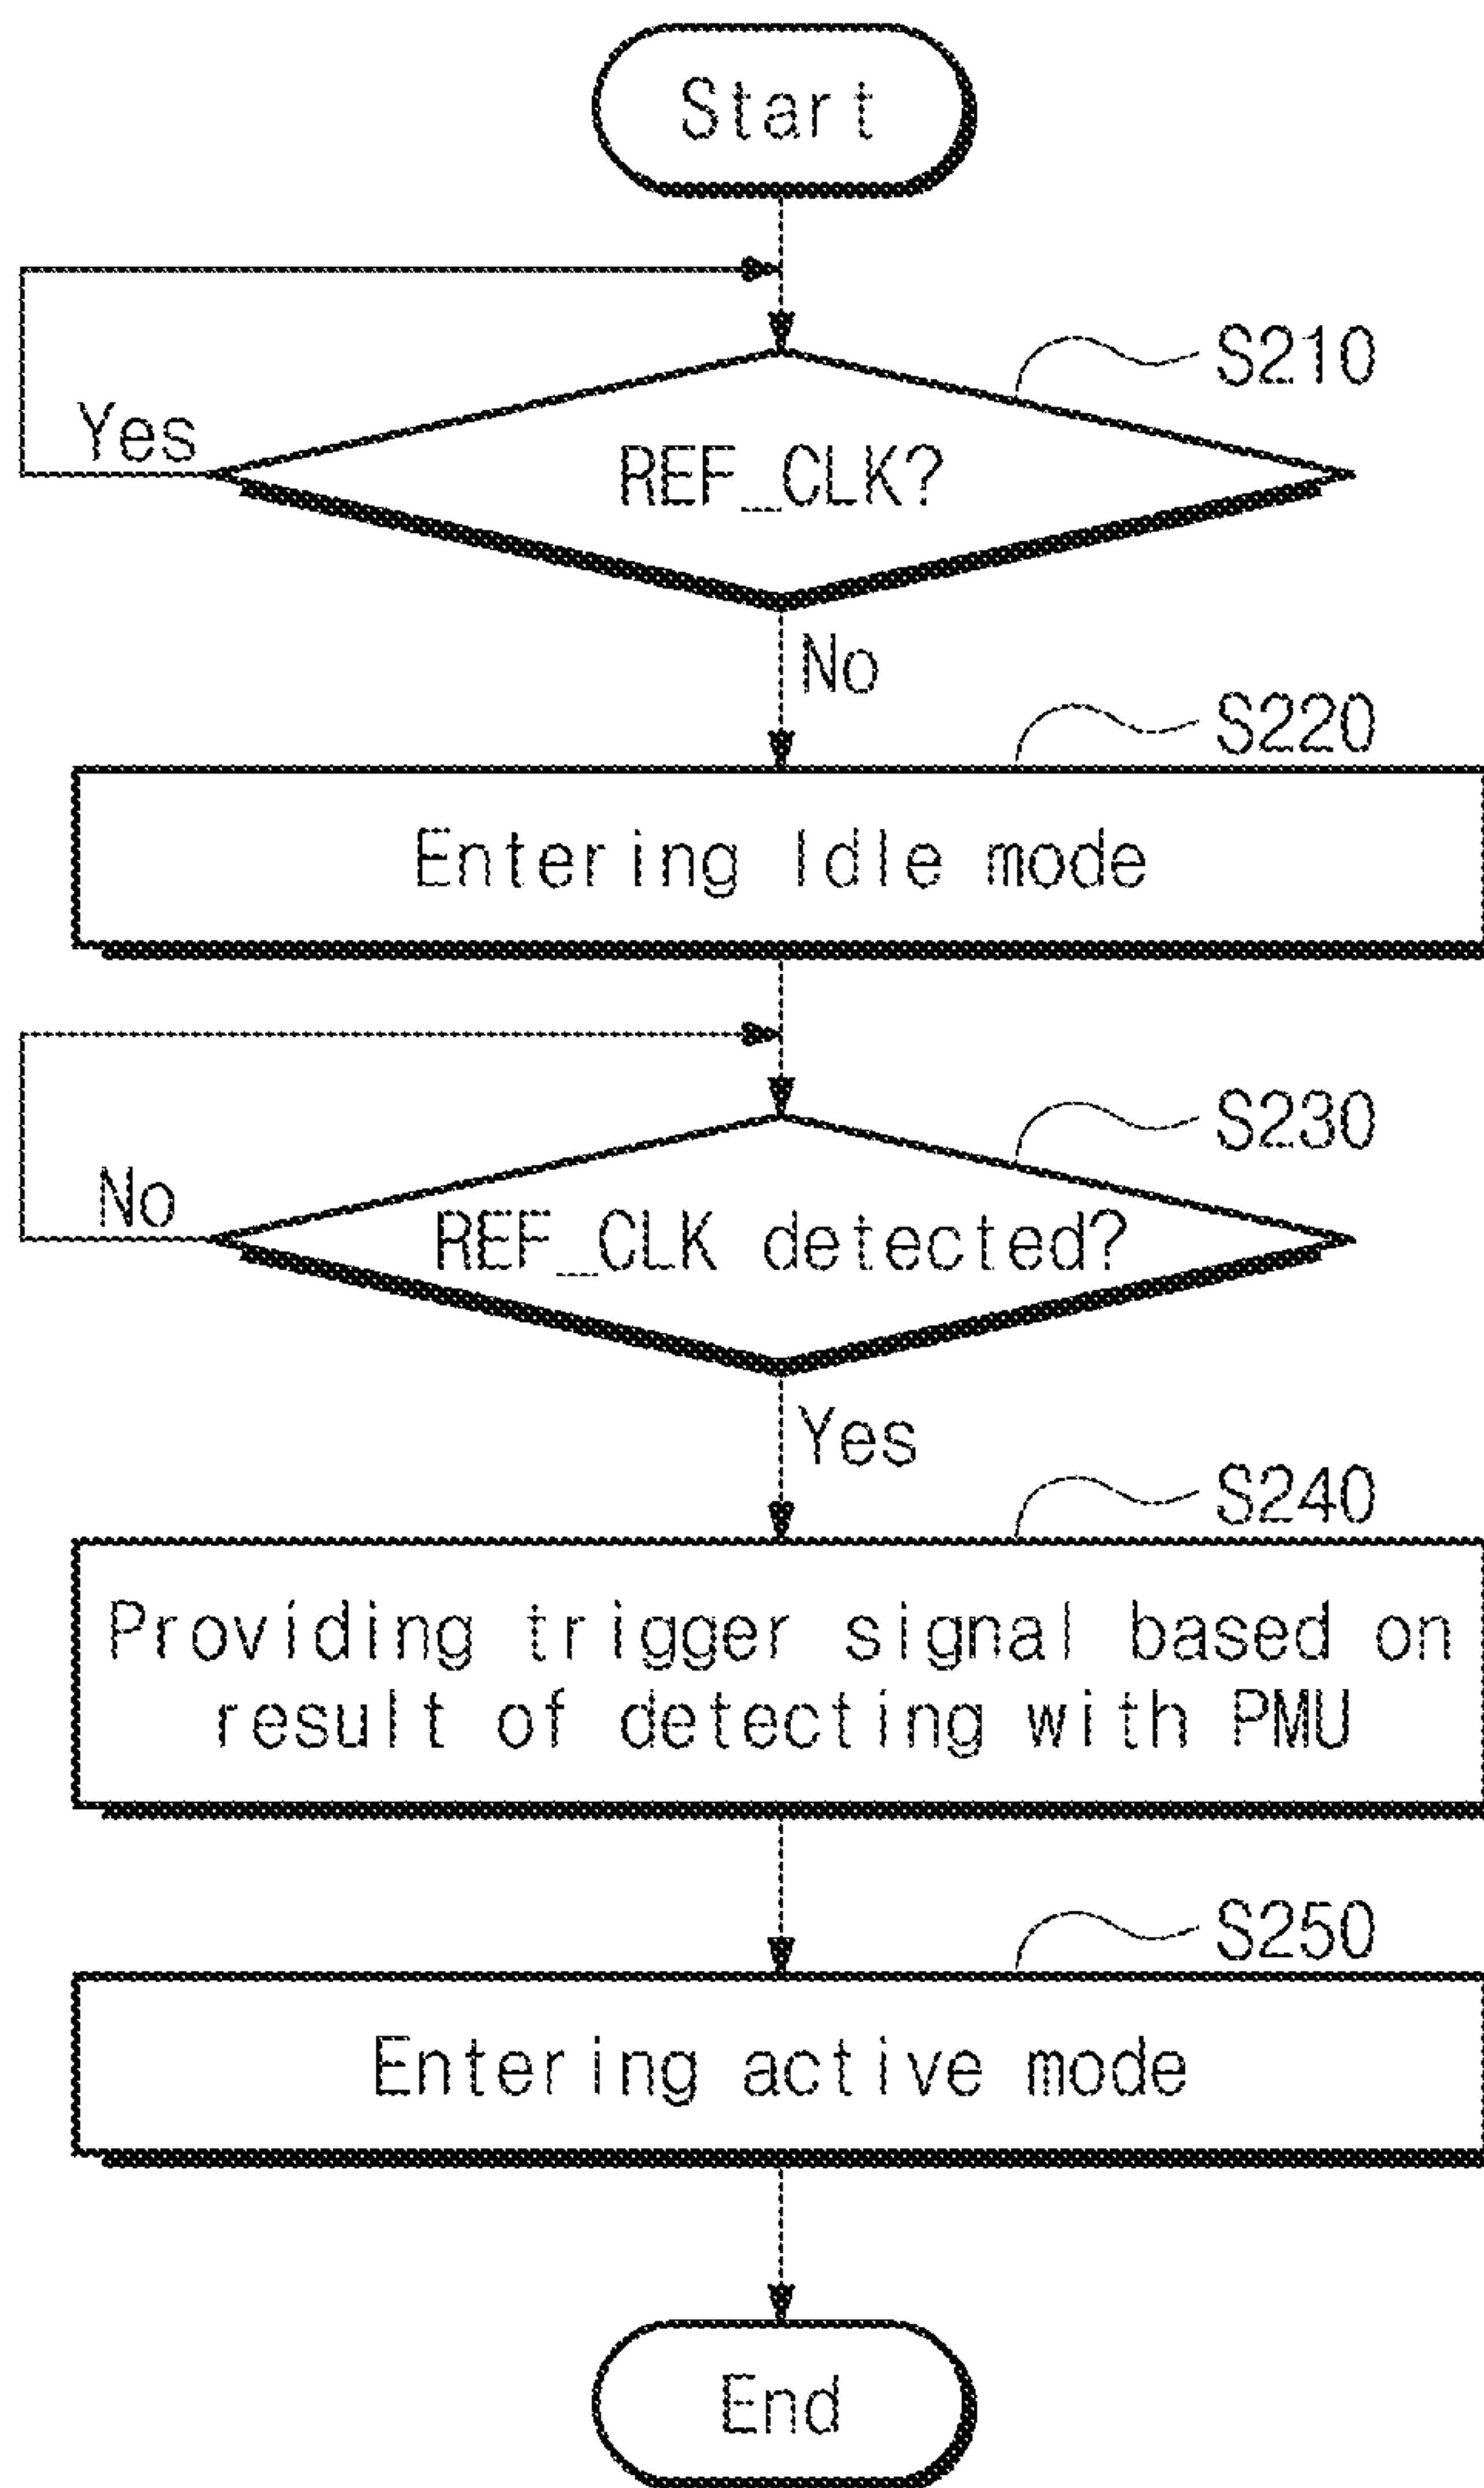 Start
S210
Yes
REF_CLK?
No
S220
Entering Idle mode
S230
No
REF_CLK detected?
Yes
S240
Providing trigger signal based on
result of detecting with PMU
S250
Entering active mode
End